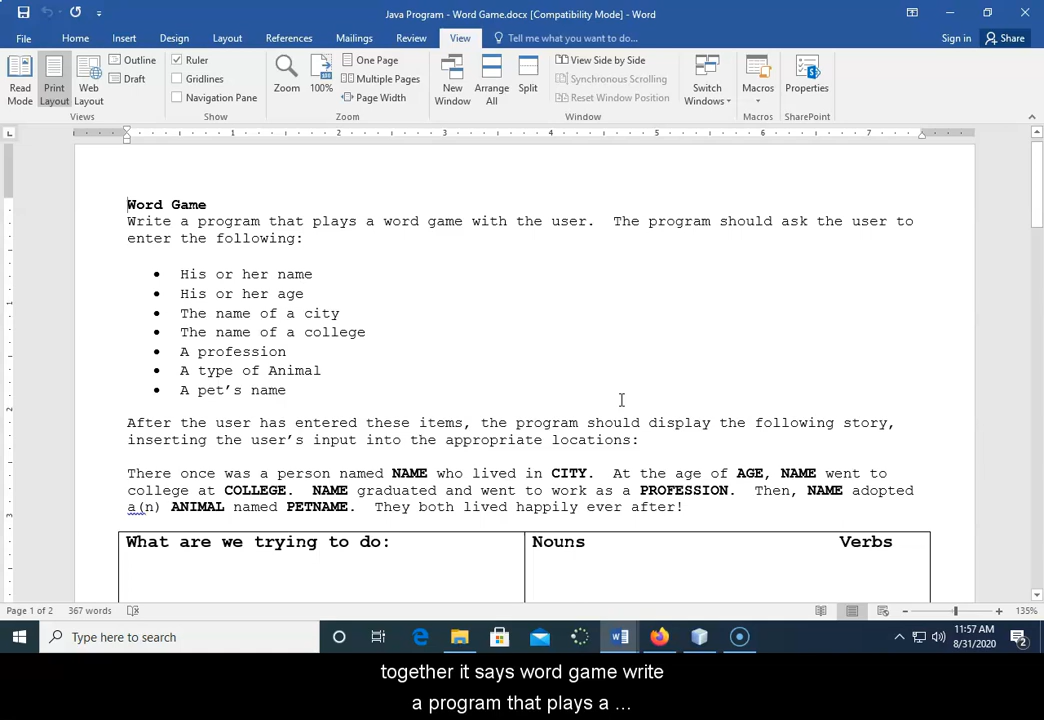 Java Program - Word Game.docx [Compatibility Mode] - Word
File Home Insert Design Layout References Mailings Review View Tell me what you want to do... Sign in Share
Read Mode
Print Layout
Web Layout
Outline
Draft
Views
Ruler
Gridlines
Navigation Pane
Show
Zoom
100%
One Page
Multiple Pages
Page Width
Zoom
New Window
Arrange All
Split
View Side by Side
Synchronous Scrolling
Reset Window Position
Window
Switch Windows
Macros
Macros
Properties
SharePoint
1 2 3 4 5 6 7
Word Game
Write a program that plays a word game with the user. The program should ask the user to
enter the following:
• His or her name
• His or her age
• The name of a city
• The name of a college
• A profession
• A type of Animal
• A pet's name
After the user has entered these items, the program should display the following story,
inserting the user's input into the appropriate locations:
There once was a person named NAME who lived in CITY. At the age of AGE, NAME went to
college at COLLEGE. NAME graduated and went to work as a PROFESSION. Then, NAME adopted
a(n) ANIMAL named PETNAME. They both lived happily ever after!
What are we trying to do: Nouns Verbs
Page 1 of 2 367 words 135%
Type here to search
11:57 AM
8/31/2020
2
together it says word game write
a program that plays a ...